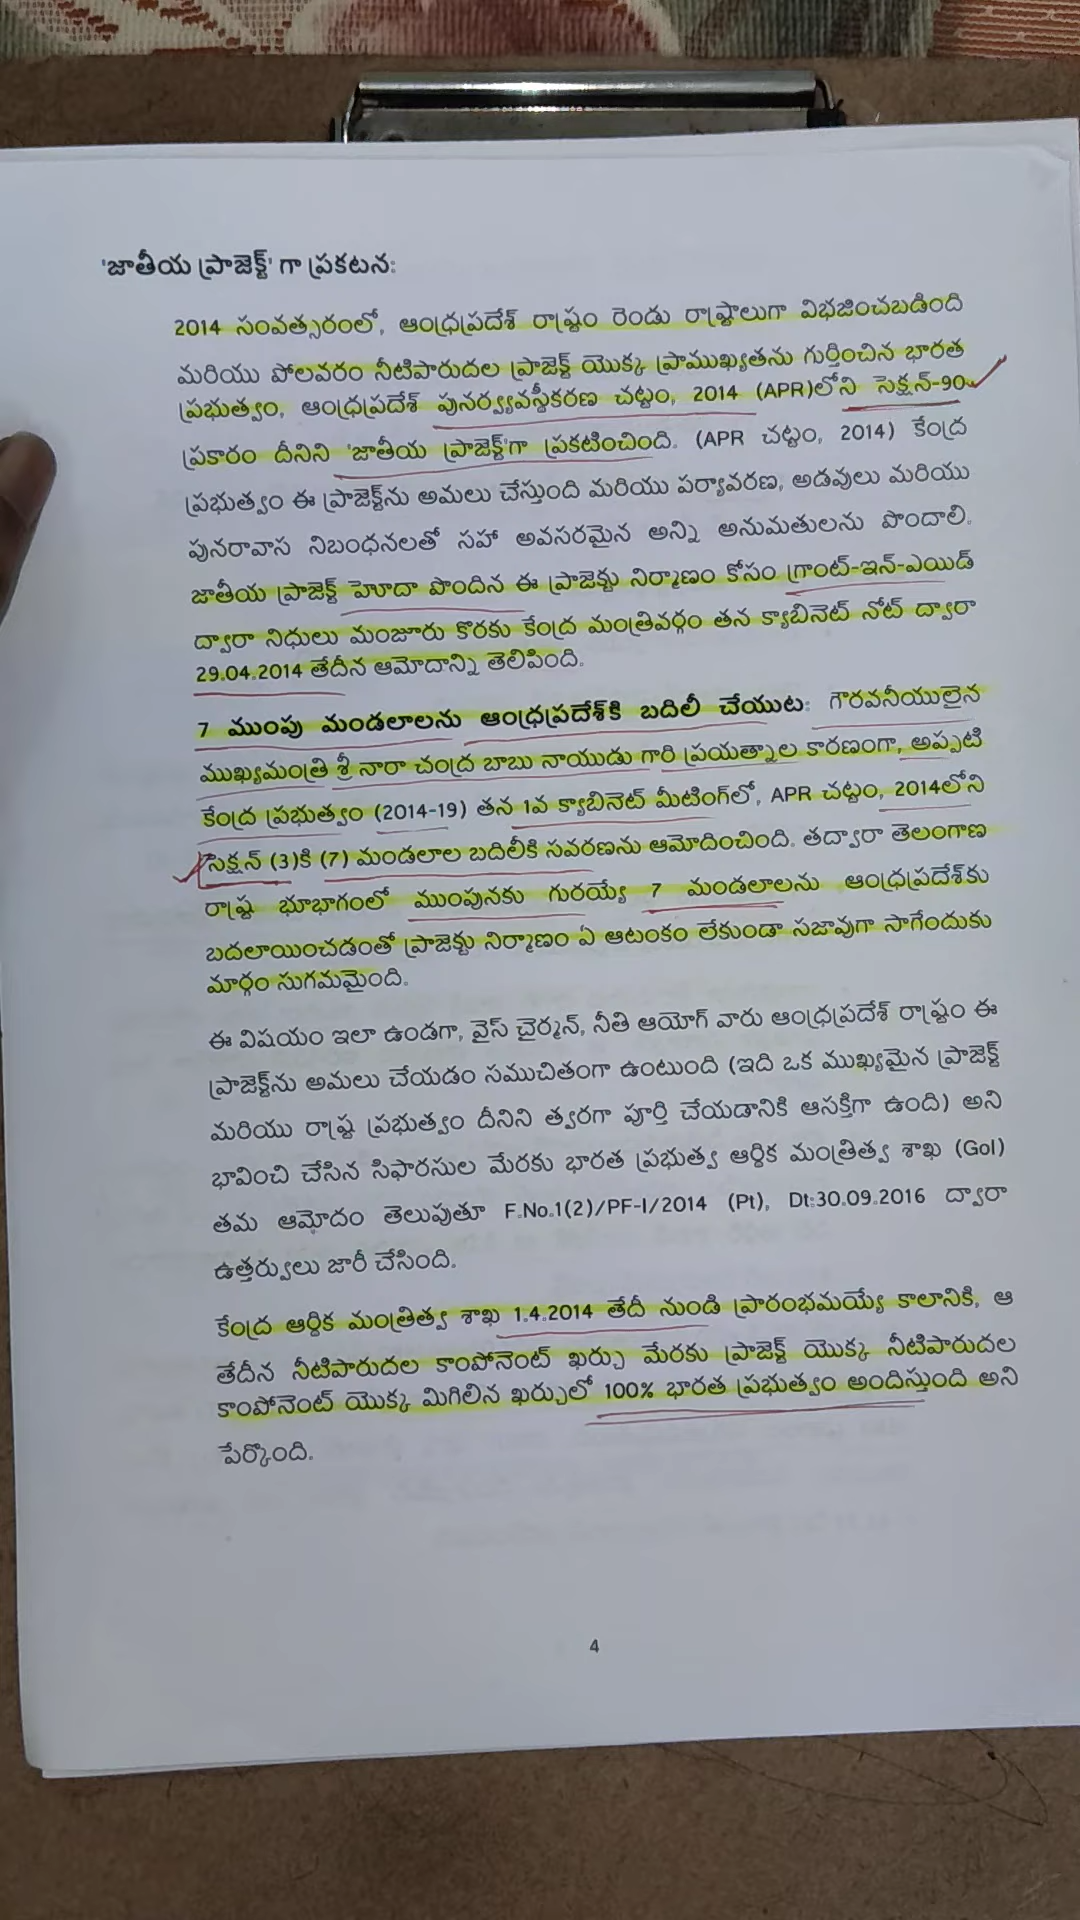 'జాతీయ ప్రాజెక్ట్' గా ప్రకటన:
2014 సంవత్సరంలో, ఆంధ్రప్రదేశ్ రాష్ట్రం రెండు రాష్ట్రాలుగా విభజించబడింది
మరియు పోలవరం నీటిపారుదల ప్రాజెక్ట్ యొక్క ప్రాముఖ్యతను గుర్తించిన భారత
ప్రభుత్వం, ఆంధ్రప్రదేశ్ పునర్వ్యవస్థీకరణ చట్టం, 2014 (APR)లోని సెక్షన్-90
ప్రకారం దీనిని 'జాతీయ ప్రాజెక్ట్'గా ప్రకటించింది. (APR చట్టం, 2014) కేంద్ర
ప్రభుత్వం ఈ ప్రాజెక్ట్‌ను అమలు చేస్తుంది మరియు పర్యావరణ, అడవులు మరియు
పునరావాస నిబంధనలతో సహా అవసరమైన అన్ని అనుమతులను పొందాలి.
జాతీయ ప్రాజెక్ట్ హెూదా పొందిన ఈ ప్రాజెక్టు నిర్మాణం కోసం గ్రాంట్-ఇన్-ఎయిడ్
ద్వారా నిధులు మంజూరు కొరకు కేంద్ర మంత్రివర్గం తన క్యాబినెట్ నోట్ ద్వారా
29.04.2014 తేదీన ఆమోదాన్ని తెలిపింది.
7 ముంపు మండలాలను ఆంధ్రప్రదేశ్‌కి బదిలీ చేయుట: గౌరవనీయులైన
ముఖ్యమంత్రి శ్రీ నారా చంద్ర బాబు నాయుడు గారి ప్రయత్నాల కారణంగా, అప్పటి
కేంద్ర ప్రభుత్వం (2014-19) తన 1వ క్యాబినెట్ మీటింగ్‌లో, APR చట్టం, 2014లోని
సెక్షన్ (3)కి (7) మండలాల బదిలీకి సవరణను ఆమోదించింది. తద్వారా తెలంగాణ
రాష్ట్ర భూభాగంలో ముంపునకు గురయ్యే 7 మండలాలను ఆంధ్రప్రదేశ్‌కు
బదలాయించడంతో ప్రాజెక్టు నిర్మాణం ఏ ఆటంకం లేకుండా సజావుగా సాగేందుకు
మార్గం సుగమమైంది.
ఈ విషయం ఇలా ఉండగా, వైస్ చైర్మన్, నీతి ఆయోగ్ వారు ఆంధ్రప్రదేశ్ రాష్ట్రం ఈ
ప్రాజెక్ట్‌ను అమలు చేయడం సముచితంగా ఉంటుంది (ఇది ఒక ముఖ్యమైన ప్రాజెక్ట్
మరియు రాష్ట్ర ప్రభుత్వం దీనిని త్వరగా పూర్తి చేయడానికి ఆసక్తిగా ఉంది) అని
భావించి చేసిన సిఫారసుల మేరకు భారత ప్రభుత్వ ఆర్థిక మంత్రిత్వ శాఖ (GoI)
తమ ఆమోదం తెలుపుతూ F.No.1(2)/PF-I/2014 (Pt), Dt:30.09.2016 ద్వారా
ఉత్తర్వులు జారీ చేసింది.
కేంద్ర ఆర్థిక మంత్రిత్వ శాఖ 1.4.2014 తేదీ నుండి ప్రారంభమయ్యే కాలానికి, ఆ
తేదీన నీటిపారుదల కాంపోనెంట్ ఖర్చు మేరకు ప్రాజెక్ట్ యొక్క నీటిపారుదల
కాంపోనెంట్ యొక్క మిగిలిన ఖర్చులో 100% భారత ప్రభుత్వం అందిస్తుంది అని
పేర్కొంది.
4